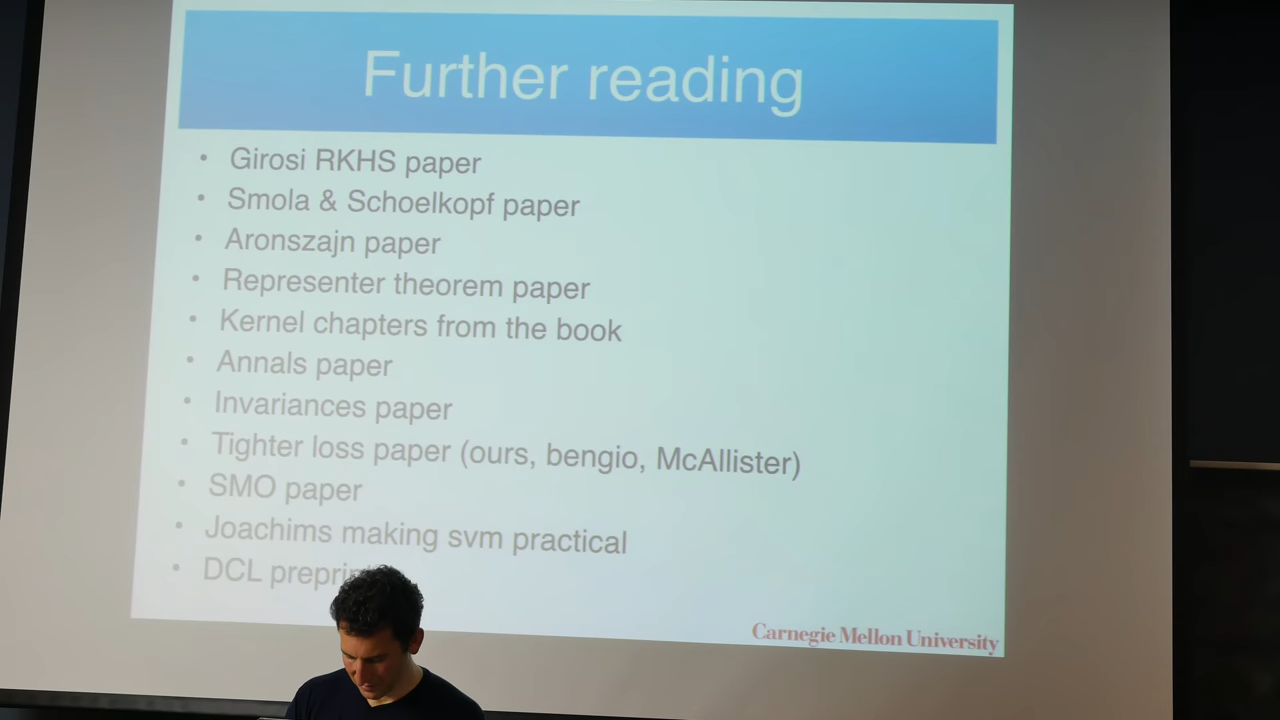 Further reading
• Girosi RKHS paper
• Smola & Schoelkopf paper
• Aronszajn paper
• Representer theorem paper
• Kernel chapters from the book
• Annals paper
• Invariances paper
• Tighter loss paper (ours, bengio, McAllister)
• SMO paper
• Joachims making svm practical
• DCL preprint
Carnegie Mellon University